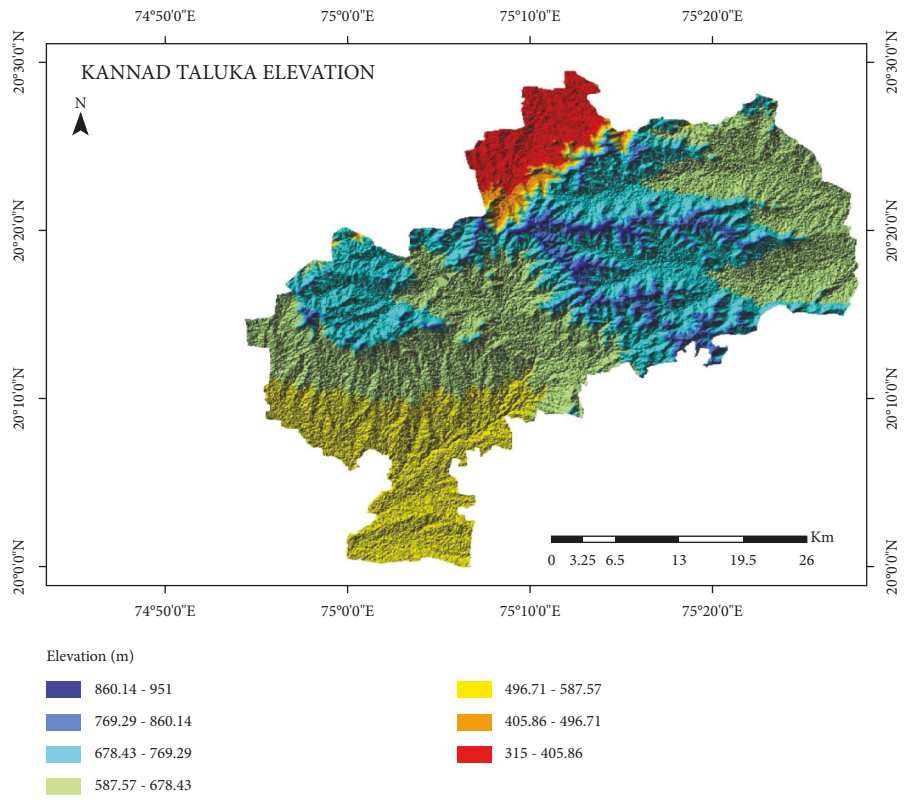 74°50'0"E 75°0'0"E 75°10'0"E 75°20'0"E
20°30'0"N 20°30'0"N
KANNAD TALUKA ELEVATION
N
20°20'0"N 20°20'0"N
20°10'0"N 20°10'0"N
20°0'0"N 20°0'0"N
Km
0 3.25 6.5 13 19.5 26
74°50'0"E 75°0'0"E 75°10'0"E 75°20'0"E
Elevation (m)
860.14 - 951
769.29 - 860.14
678.43 - 769.29
587.57 - 678.43
496.71 - 587.57
405.86 - 496.71
315 - 405.86